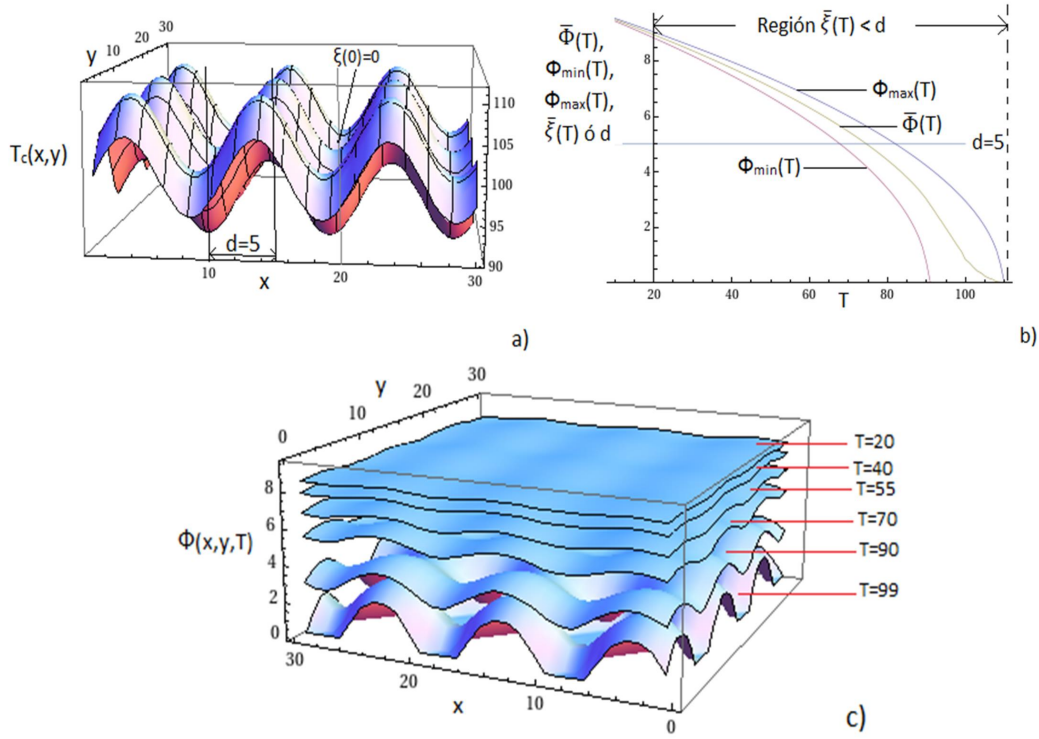 30
20
10
y
ξ(0)=0
110
105
100
95
90
T_c(x,y)
d=5
10
20
30
x
a)
Φ̄(T),
Φmin(T),
Φmax(T),
ξ̄(T) ó d
8
6
4
2
Región ξ̄(T) < d
T
Φmax(T)
Φ̄(T)
d=5
Φmin(T)
20
40
60
80
100
T
b)
30
20
10
0
y
8
6
4
2
0
Φ(x,y,T)
30
20
10
0
x
T=20
T=40
T=55
T=70
T=90
T=99
c)